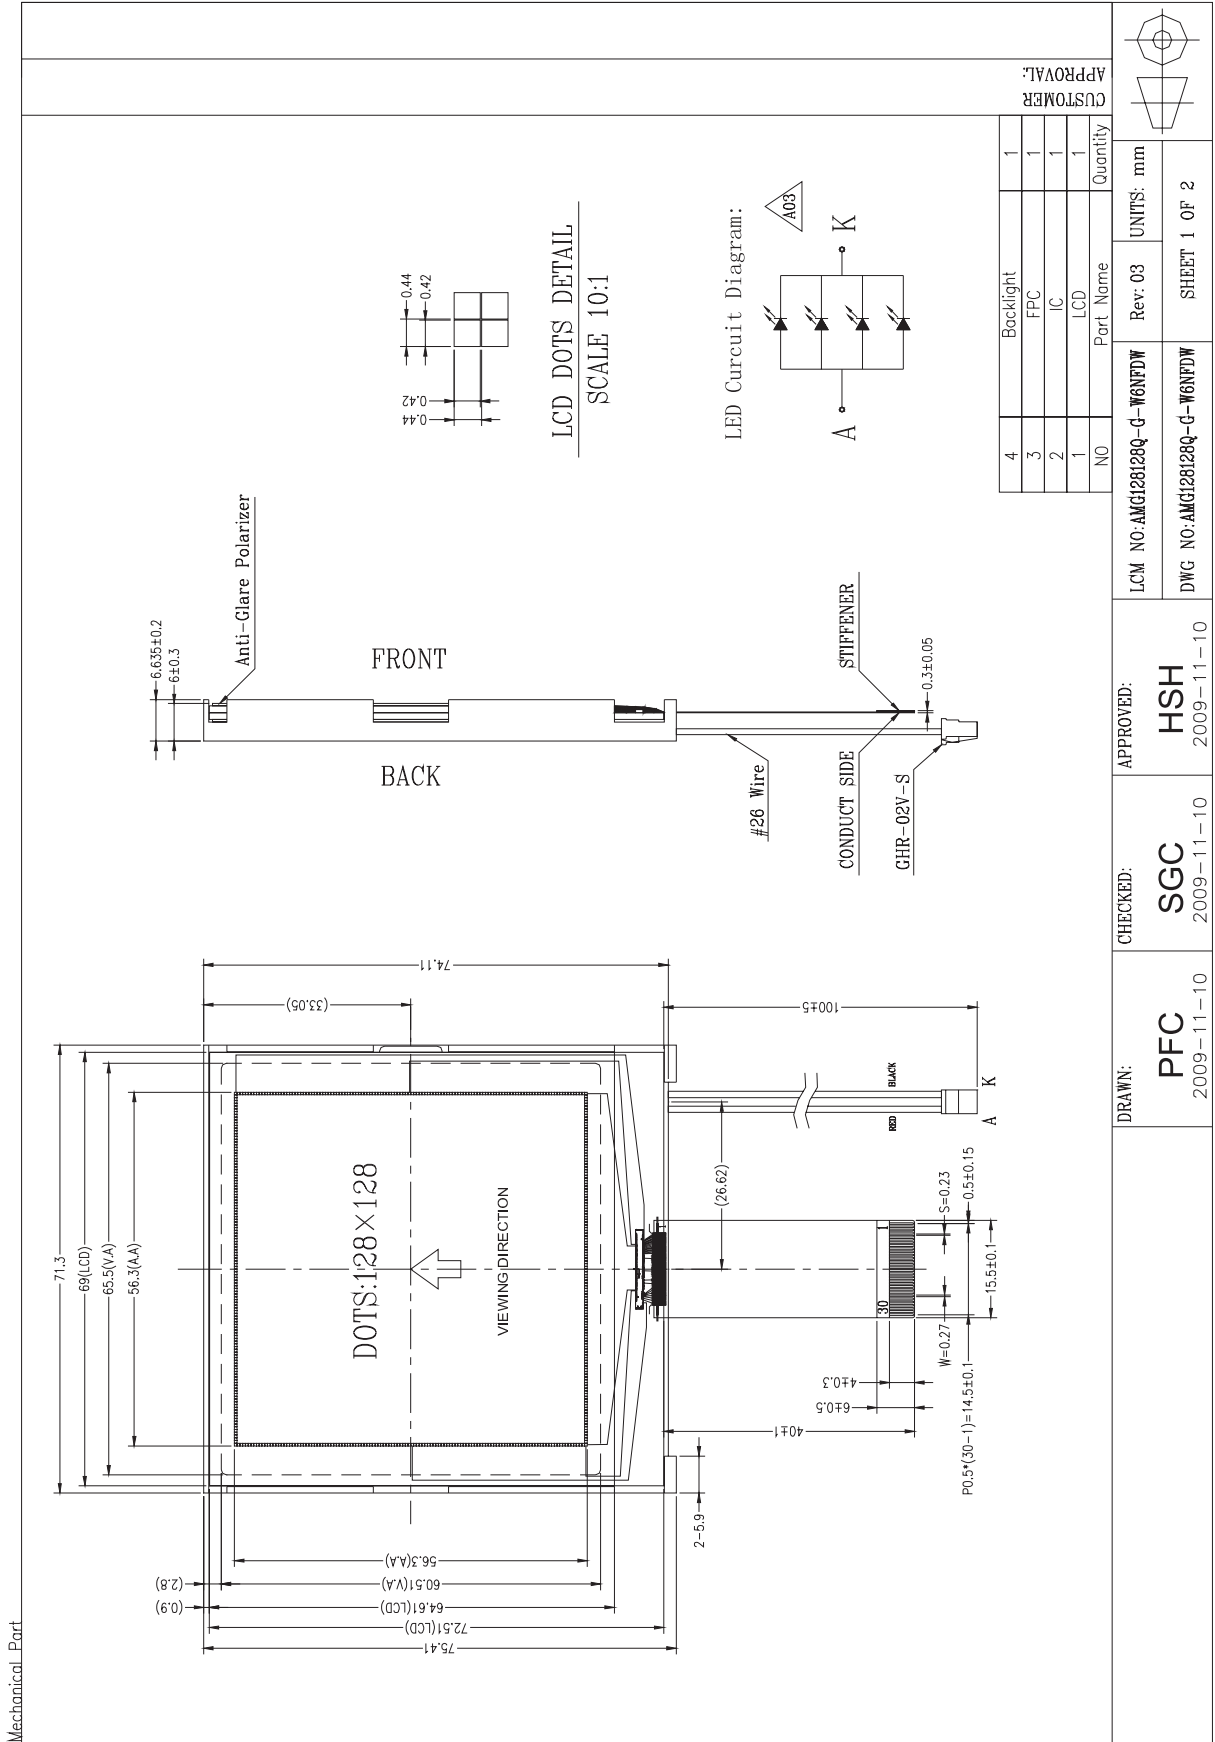 Mechanical Part
71.3
69(LCD)
65.5(V.A)
56.3(A.A)
75.41
72.51(LCD)
64.61(LCD)
60.51(V.A)
56.3(A.A)
(0.9)
(2.8)
74.11
(33.05)
DOTS:128×128
VIEWING DIRECTION
2-5.9
(26.62)
100±5
RED
BLACK
A
K
30
1
40±1
6±0.5
4±0.3
W=0.27
S=0.23
P0.5*(30-1)=14.5±0.1
0.5±0.15
15.5±0.1
6.635±0.2
6±0.3
Anti-Glare Polarizer
FRONT
BACK
#26 Wire
STIFFENER
CONDUCT SIDE
GHR-02V-S
0.3±0.05
0.44
0.42
0.42
0.44
LCD DOTS DETAIL
SCALE 10:1
LED Curcuit Diagram:
A03
A
K
CUSTOMER
APPROVAL:
4 Backlight 1
3 FPC 1
2 IC 1
1 LCD 1
NO Part Name Quantity
DRAWN:
PFC
2009-11-10
CHECKED:
SGC
2009-11-10
APPROVED:
HSH
2009-11-10
LCM NO:AMG128128Q-G-W6NFDW
Rev: 03
UNITS: mm
DWG NO:AMG128128Q-G-W6NFDW
SHEET 1 OF 2